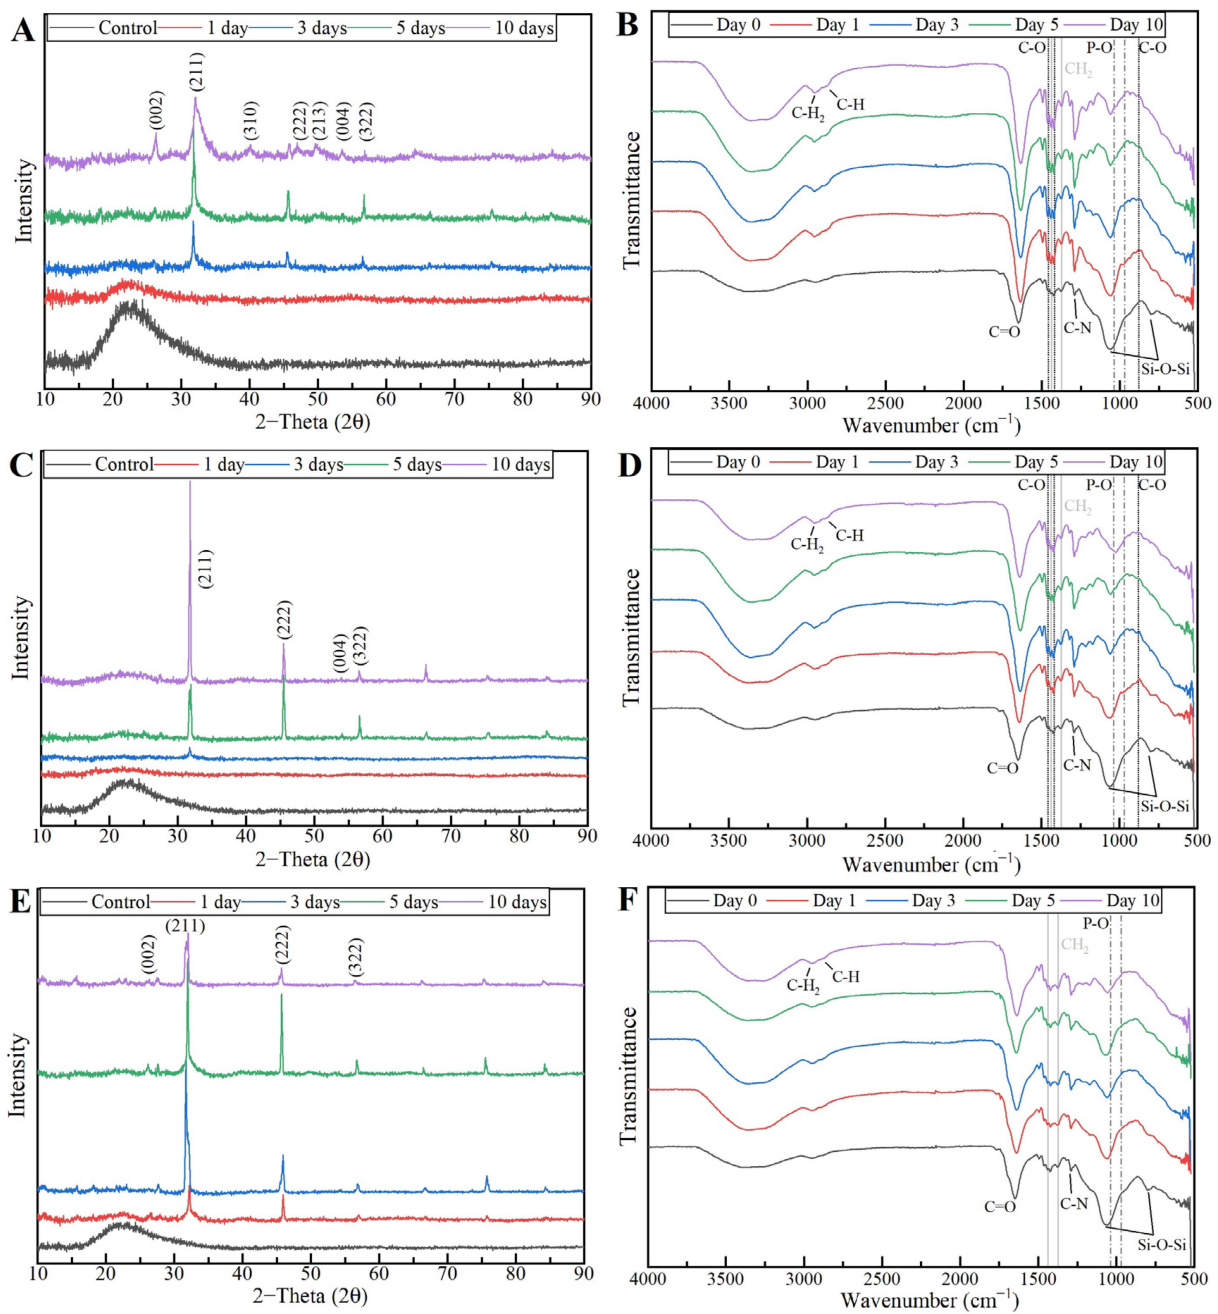 A
Control 1 day 3 days 5 days 10 days
(002) (211) (310) (222) (213) (004) (322)
Intensity
10 20 30 40 50 60 70 80 90
2−Theta (2θ)
B
Day 0 Day 1 Day 3 Day 5 Day 10
C-O P-O C-O
CH2
C-H2 C-H
C=O C-N Si-O-Si
Transmittance
4000 3500 3000 2500 2000 1500 1000 500
Wavenumber (cm−1)
C
Control 1 day 3 days 5 days 10 days
(211) (222) (004) (322)
Intensity
10 20 30 40 50 60 70 80 90
2−Theta (2θ)
D
Day 0 Day 1 Day 3 Day 5 Day 10
C-O P-O C-O
CH2
C-H2 C-H
C=O C-N Si-O-Si
Transmittance
4000 3500 3000 2500 2000 1500 1000 500
Wavenumber (cm−1)
E
Control 1 day 3 days 5 days 10 days
(002) (211) (222) (322)
Intensity
10 20 30 40 50 60 70 80 90
2−Theta (2θ)
F
Day 0 Day 1 Day 3 Day 5 Day 10
P-O
CH2
C-H2 C-H
C=O C-N Si-O-Si
Transmittance
4000 3500 3000 2500 2000 1500 1000 500
Wavenumber (cm−1)